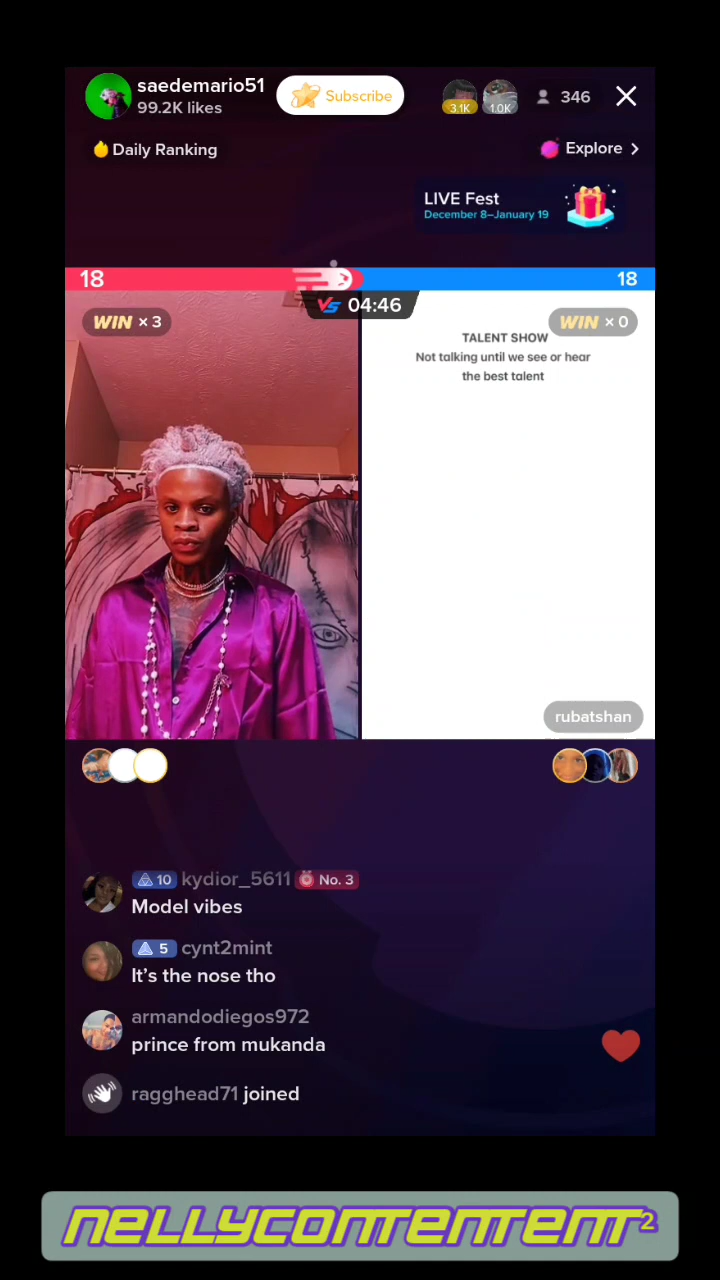 saedemario51
99.2K likes
Subscribe
3.1K
1.0K
346
Daily Ranking
Explore
LIVE Fest
December 8–January 19
18
18
VS 04:46
WIN × 3
WIN × 0
TALENT SHOW
Not talking until we see or hear
the best talent
rubatshan
10 kydior_5611 No. 3
Model vibes
5 cynt2mint
It's the nose tho
armandodiegos972
prince from mukanda
ragghead71 joined
NELLYCONTENTENT²